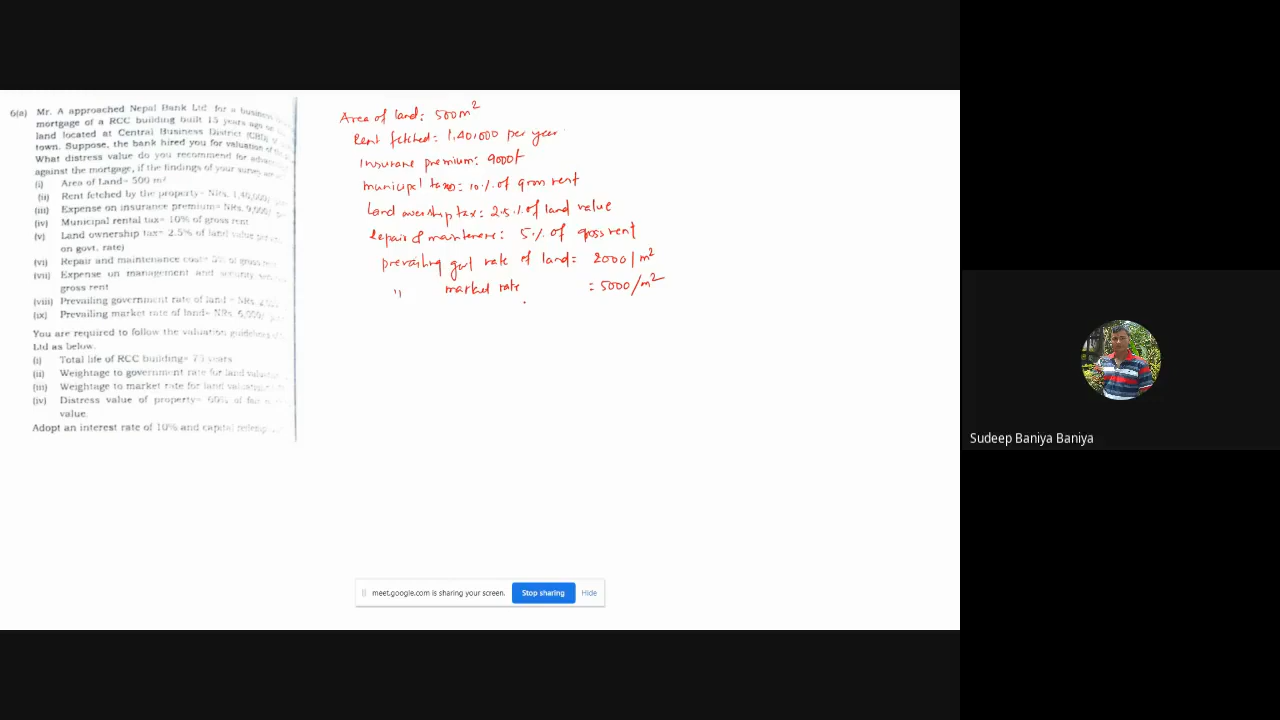 6(a) Mr. A approached Nepal Bank Ltd for a business
mortgage of a RCC building built 15 years ago
land located at Central Business District (CBD)
town. Suppose, the bank hired you for valuation of
What distress value do you recommend for
against the mortgage, if the findings of your survey are
(i) Area of Land= 500 m²
(ii) Rent fetched by the property= NRs. 1,40,000/
(iii) Expense on insurance premium= NRs. 9,000/
(iv) Municipal rental tax= 10% of gross rent
(v) Land ownership tax= 2.5% of land value
on govt. rate)
(vi) Repair and maintenance cost= 5% of gross rent
(vii) Expense on management and security
gross rent
(viii) Prevailing government rate of land = NRs.
(ix) Prevailing market rate of land= NRs.
You are required to follow the valuation guidelines of
Ltd as below.
(i) Total life of RCC building= 75 years
(ii) Weightage to government rate for land
(iii) Weightage to market rate for land valuation
(iv) Distress value of property= 60% of fair
value.
Adopt an interest rate of 10% and capital
Area of land: 500m²
Rent fetched: 1,40,000 per year
insurane premium: 9000
municipal taxs: 10.% of gross rent
Land owership tax: 2.5.% of land value
repair & maintenere: 5.% of gross rent
prevailing govt rate of land= 2000/m²
" market rate = 5000/m²
meet.google.com is sharing your screen. Stop sharing Hide
Sudeep Baniya Baniya